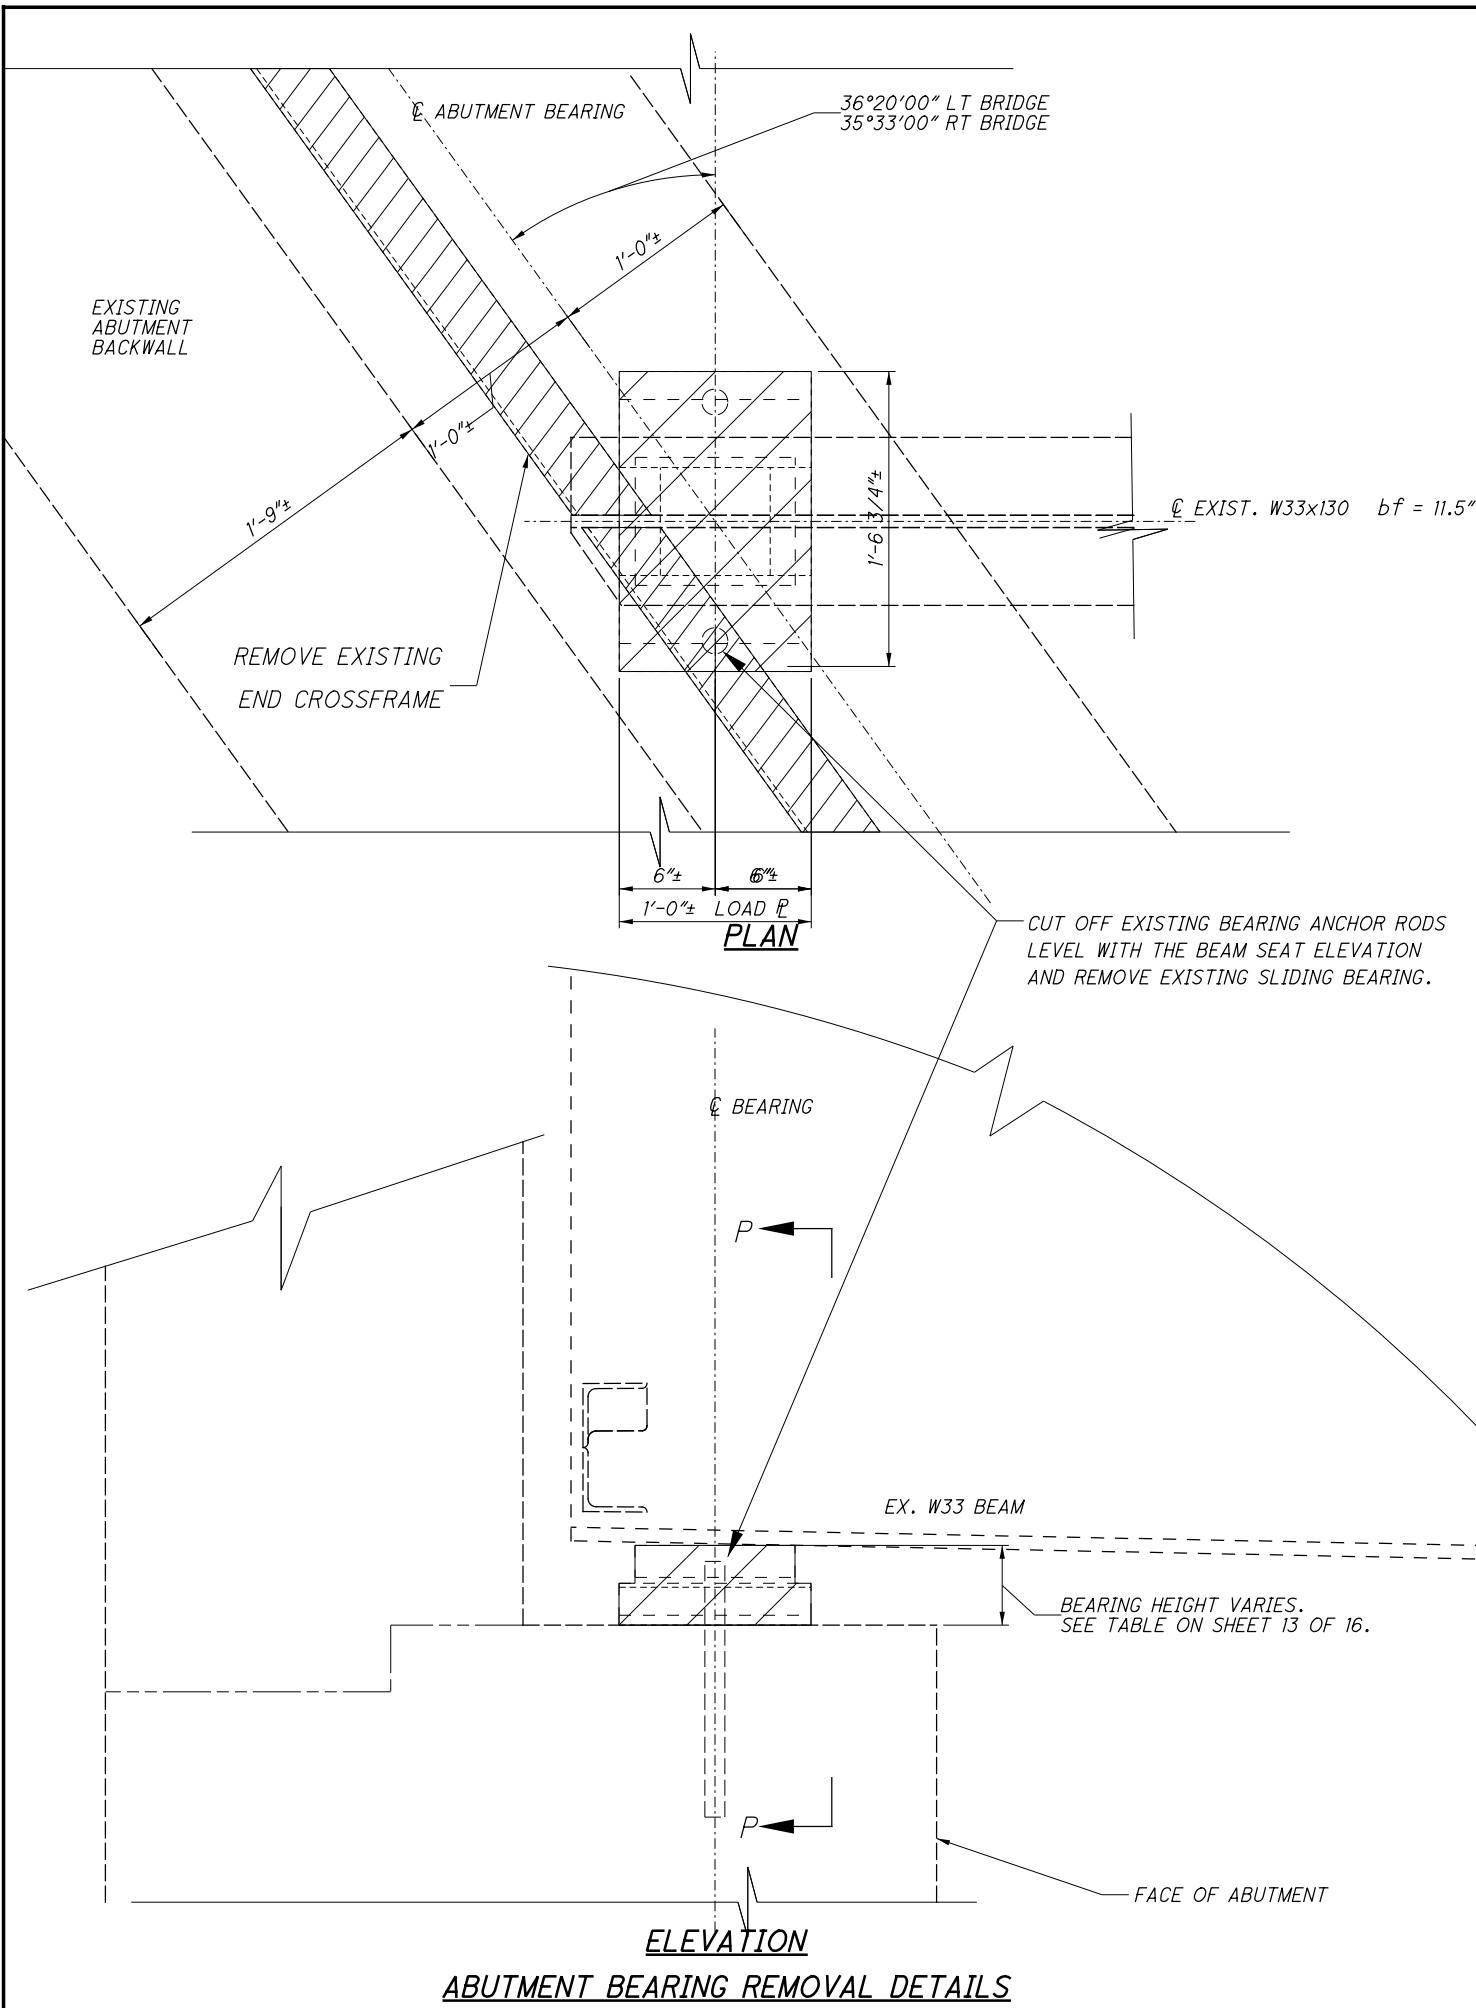 ℄ ABUTMENT BEARING
36°20'00" LT BRIDGE
35°33'00" RT BRIDGE
1'-0"±
EXISTING
ABUTMENT
BACKWALL
1'-0"±
1'-9"±
1'-6 3/4"±
℄ EXIST. W33x130 bf = 11.5"
REMOVE EXISTING
END CROSSFRAME
6"± 6"±
1'-0"± LOAD ℙL
PLAN
CUT OFF EXISTING BEARING ANCHOR RODS
LEVEL WITH THE BEAM SEAT ELEVATION
AND REMOVE EXISTING SLIDING BEARING.
℄ BEARING
P
EX. W33 BEAM
BEARING HEIGHT VARIES.
SEE TABLE ON SHEET 13 OF 16.
P
FACE OF ABUTMENT
ELEVATION
ABUTMENT BEARING REMOVAL DETAILS